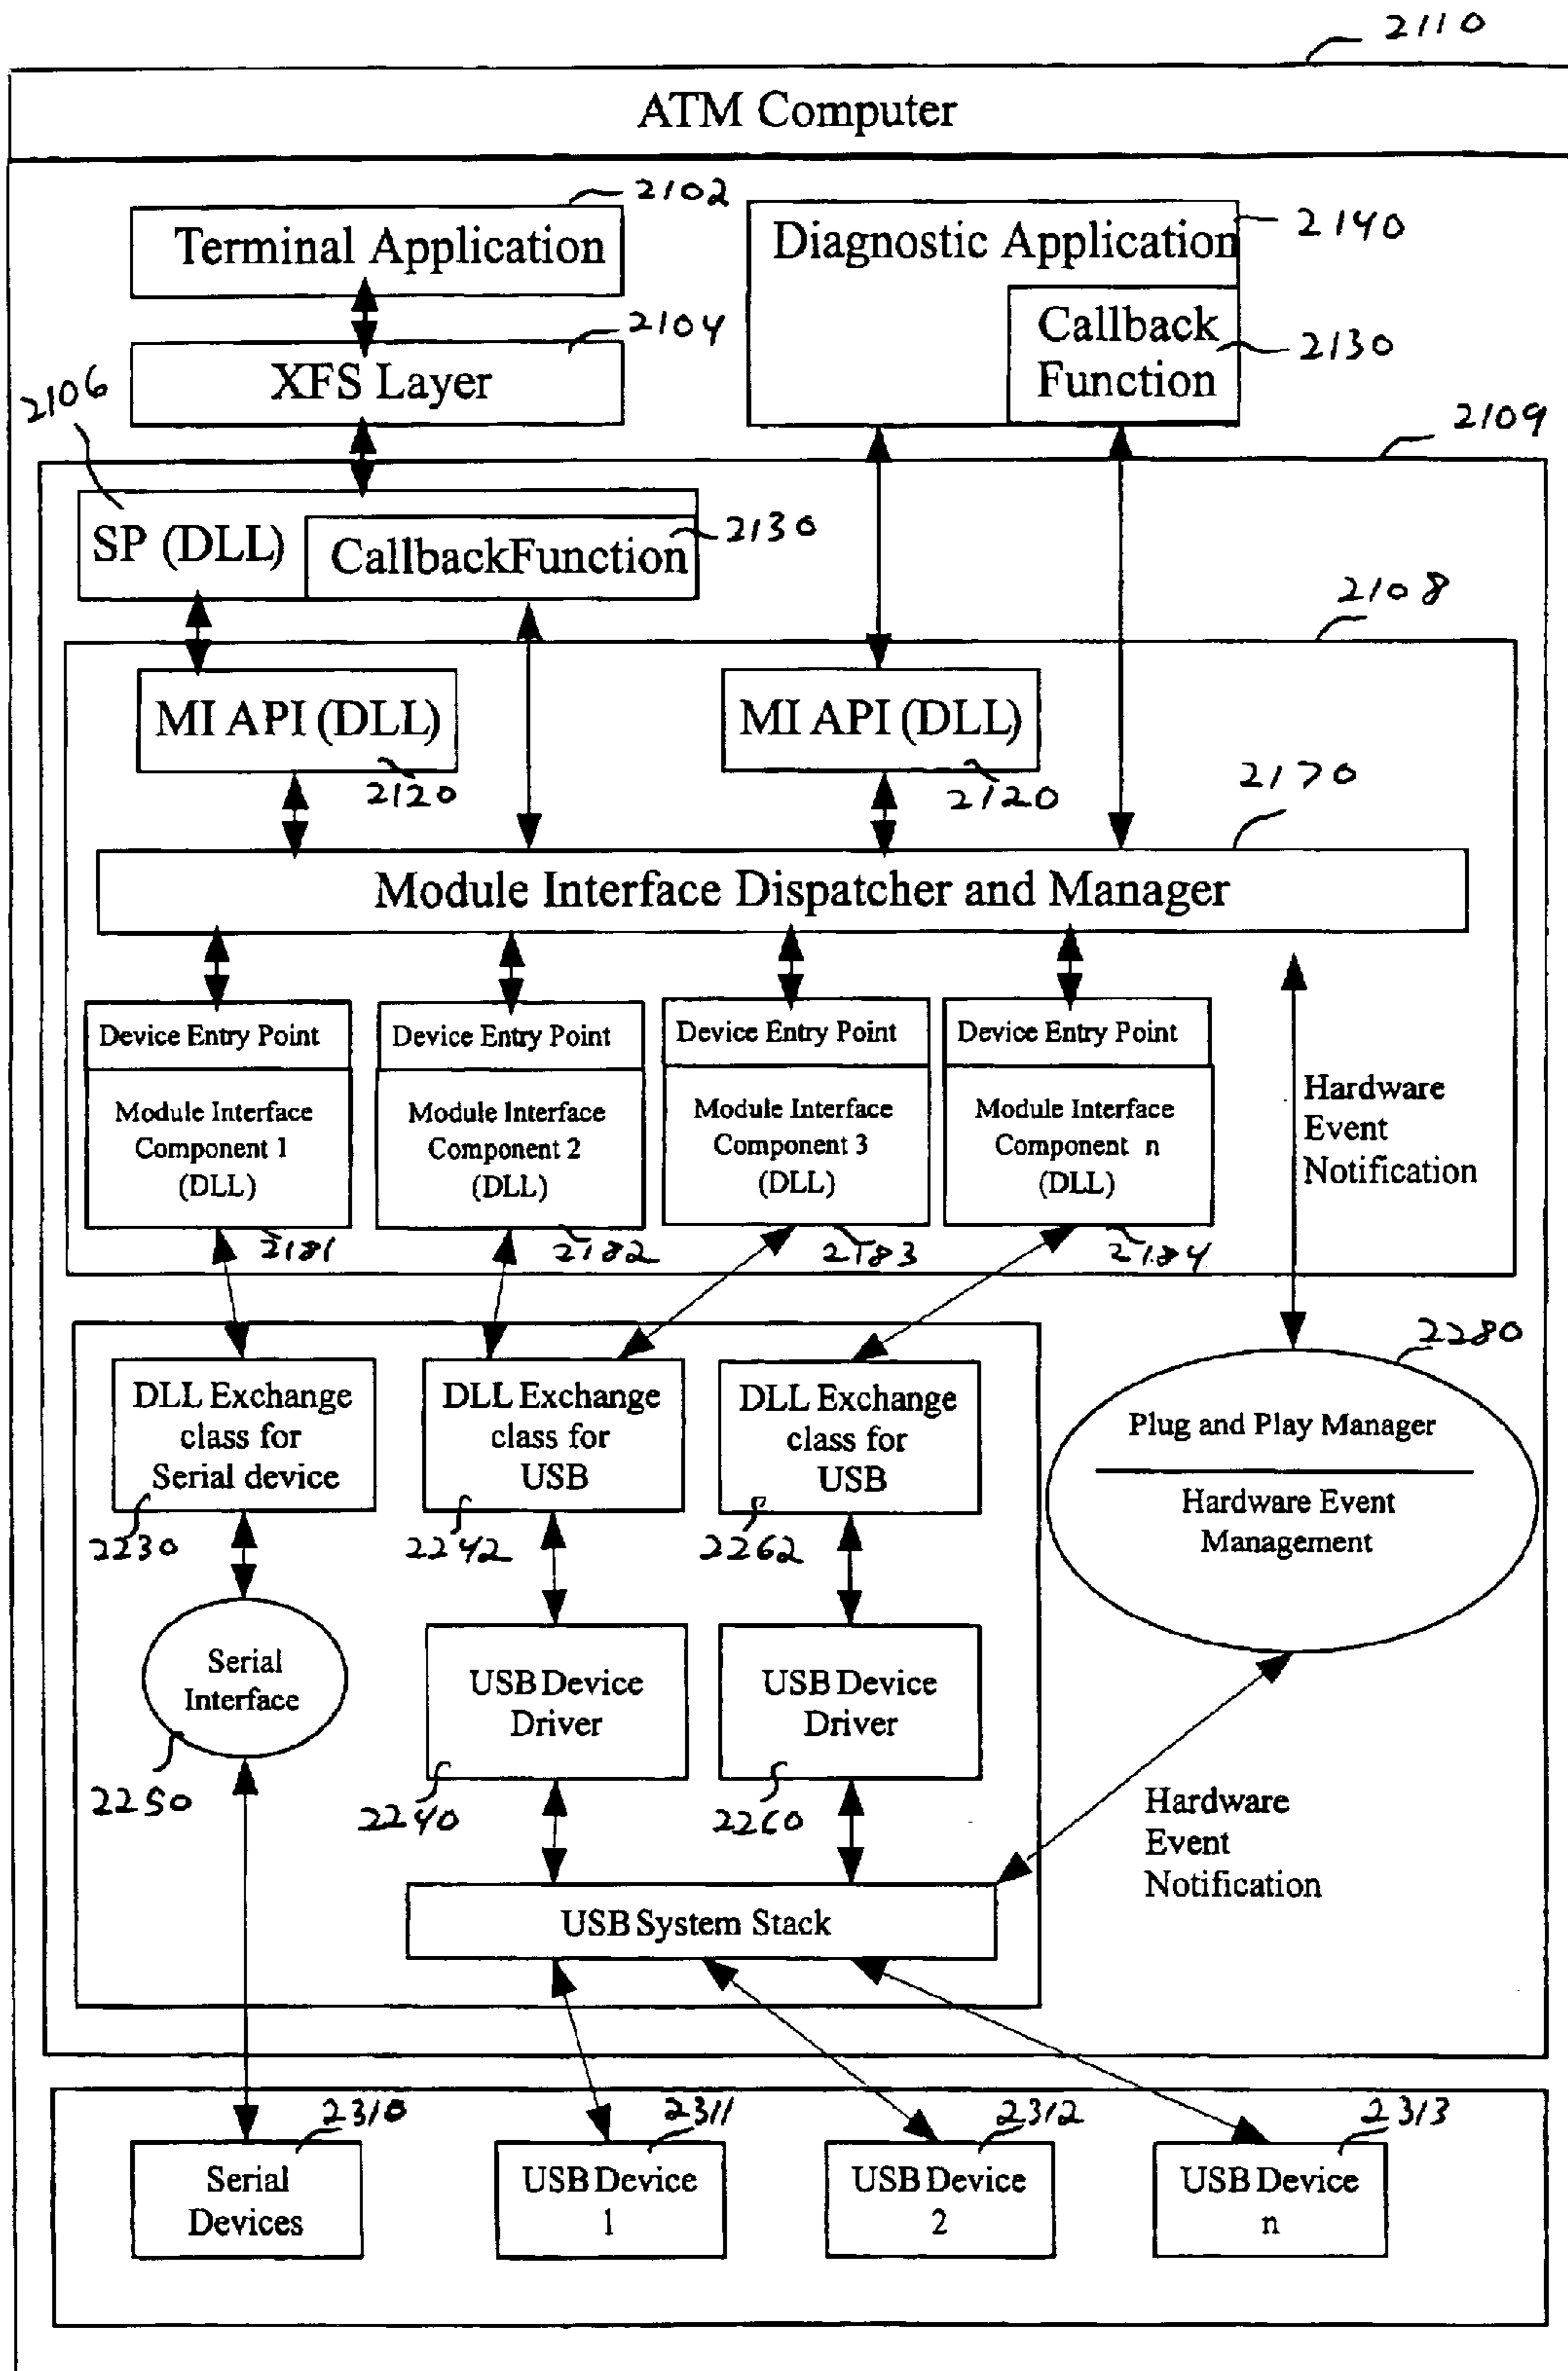 2110
ATM Computer
2102
Terminal Application
2140
Diagnostic Application
2104
XFS Layer
Callback
Function
2130
2106
2109
SP (DLL)
CallbackFunction
2130
2108
MI API (DLL)
MI API (DLL)
2120
2120
2170
Module Interface Dispatcher and Manager
Device Entry Point
Device Entry Point
Device Entry Point
Device Entry Point
Module Interface
Component 1
(DLL)
Module Interface
Component 2
(DLL)
Module Interface
Component 3
(DLL)
Module Interface
Component n
(DLL)
Hardware
Event
Notification
2181
2182
2183
2184
2280
DLL Exchange
class for
Serial device
DLL Exchange
class for
USB
DLL Exchange
class for
USB
Plug and Play Manager
Hardware Event
Management
2230
2242
2262
Serial
Interface
USB Device
Driver
USB Device
Driver
2250
2240
2260
Hardware
Event
Notification
USB System Stack
2310
2311
2312
2313
Serial
Devices
USB Device
1
USB Device
2
USB Device
n